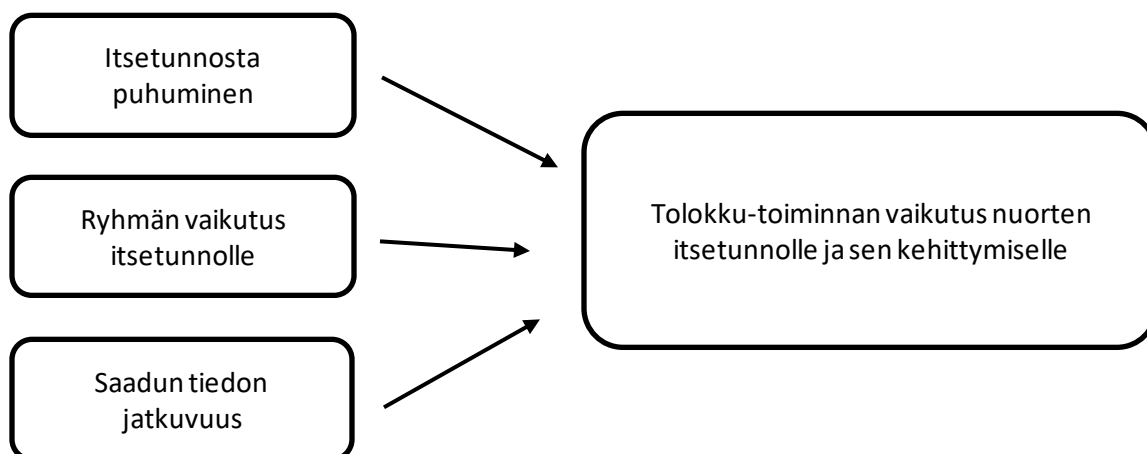 Itsetunnosta
puhuminen
Ryhmän vaikutus
itsetunnolle
Saadun tiedon
jatkuvuus
Tolokku-toiminnan vaikutus nuorten
itsetunnolle ja sen kehittymiselle